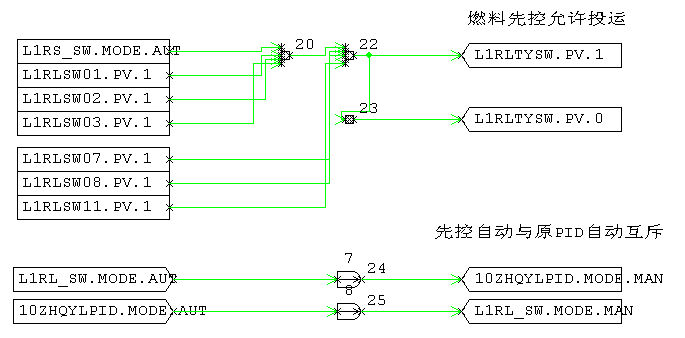 燃料先控允许投运
L1RS_SW.MODE.AUT
20
22
L1RLTYSW.PV.1
L1RLSW01.PV.1
L1RLSW02.PV.1
23
L1RLSW03.PV.1
L1RLTYSW.PV.0
L1RLSW07.PV.1
L1RLSW08.PV.1
L1RLSW11.PV.1
先控自动与原PID自动互斥
7
L1RL_SW.MODE.AUT
24
10ZHQYLPID.MODE.MAN
8
10ZHQYLPID.MODE.AUT
25
L1RL_SW.MODE.MAN